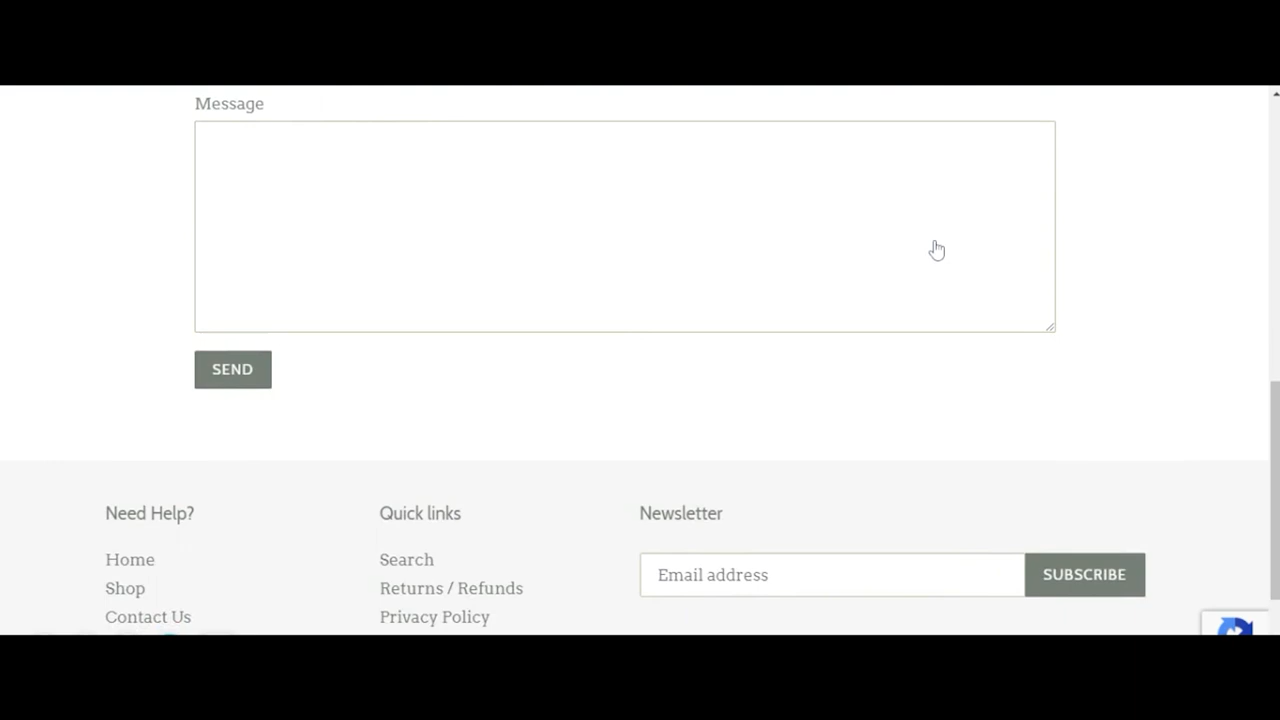 Message
SEND
Need Help?
Quick links
Newsletter
Home
Search
Email address
SUBSCRIBE
Shop
Returns / Refunds
Contact Us
Privacy Policy